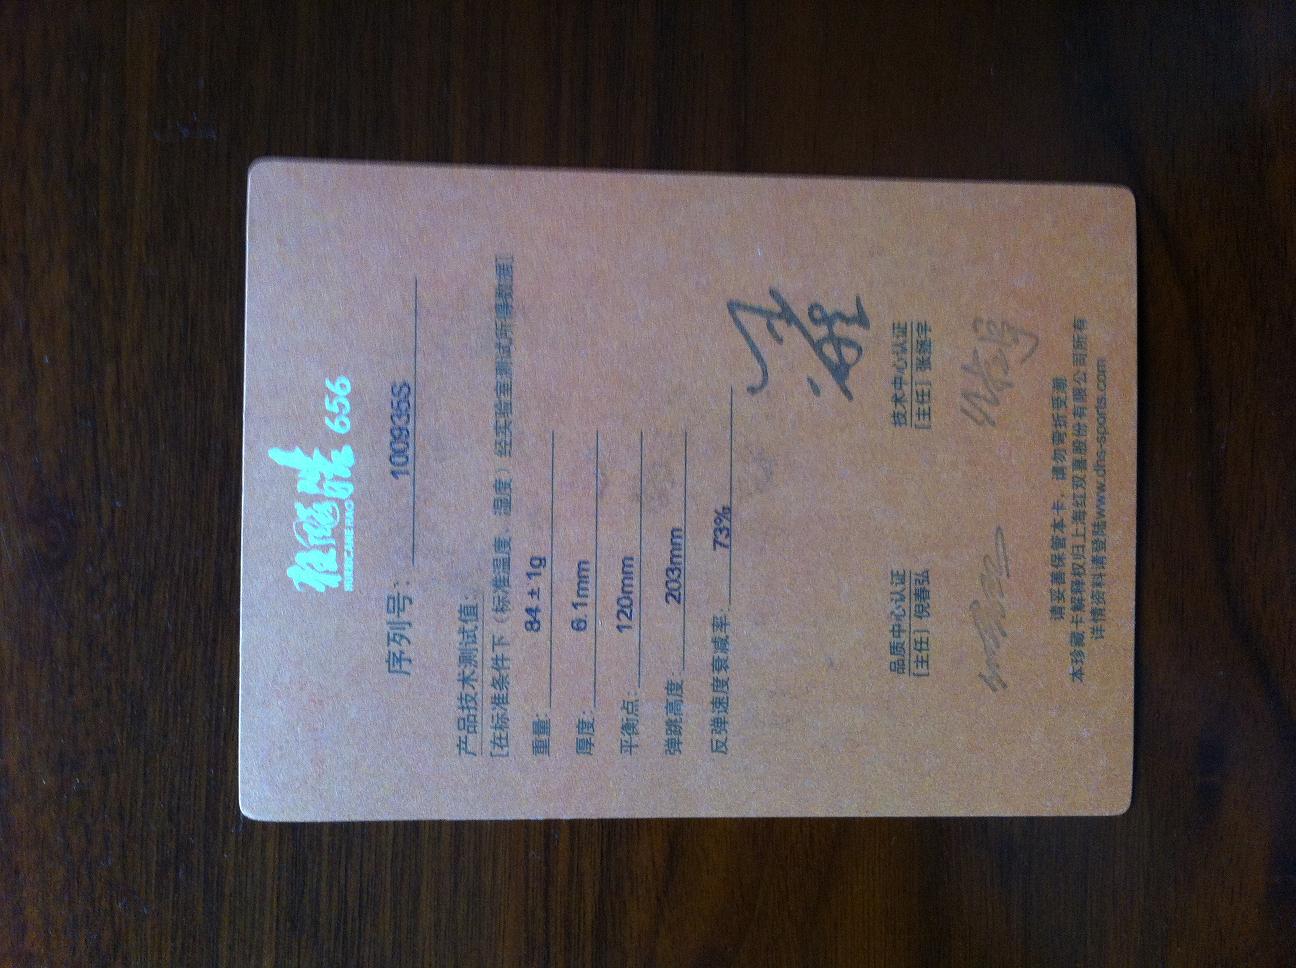 狂飚皓 656
HURRICANE HAO
序列号： 100935S
产品技术测试值：
[在标准条件下（标准温度、湿度）经实验室测试所得数据]
重量： 84±1g
厚度： 6.1mm
平衡点： 120mm
弹跳高度： 203mm
反弹速度衰减率： 73%
品质中心认证 技术中心认证
[主任] 倪春弘 [主任] 张继宇
请妥善保管本卡，请勿弯折受潮
本珍藏卡解释权归上海红双喜股份有限公司所有
详情资料请登陆www.dhs-sports.com